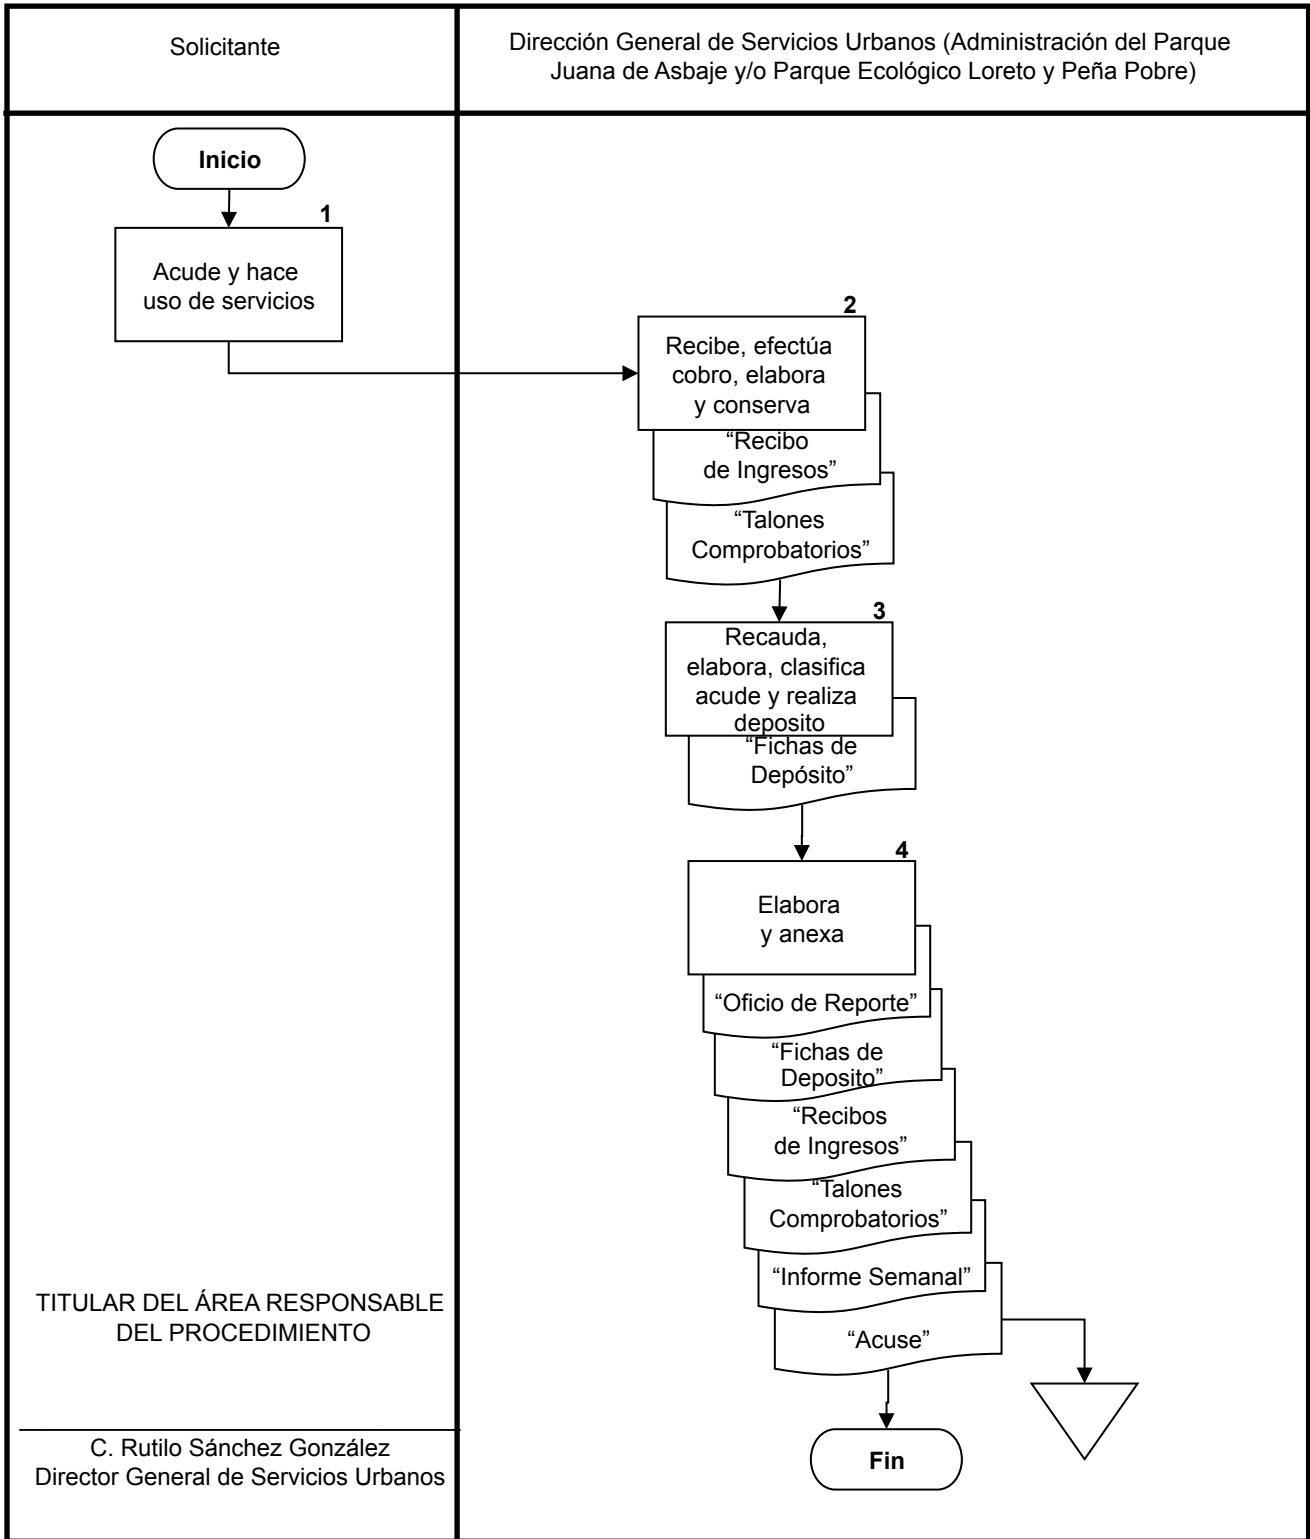 Solicitante
Dirección General de Servicios Urbanos (Administración del Parque
Juana de Asbaje y/o Parque Ecológico Loreto y Peña Pobre)
Inicio
1
Acude y hace
uso de servicios
2
Recibe, efectúa
cobro, elabora
y conserva
“Recibo
de Ingresos”
“Talones
Comprobatorios”
3
Recauda,
elabora, clasifica
acude y realiza
deposito
“Fichas de
Depósito”
4
Elabora
y anexa
“Oficio de Reporte”
“Fichas de
Deposito”
“Recibos
de Ingresos”
“Talones
Comprobatorios”
“Informe Semanal”
“Acuse”
Fin
TITULAR DEL ÁREA RESPONSABLE
DEL PROCEDIMIENTO
C. Rutilo Sánchez González
Director General de Servicios Urbanos